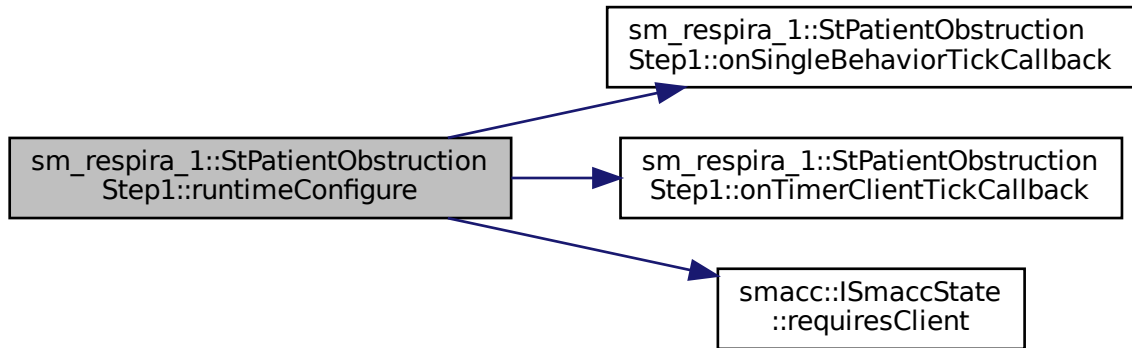 sm_respira_1::StPatientObstruction
Step1::onSingleBehaviorTickCallback
sm_respira_1::StPatientObstruction
Step1::runtimeConfigure
sm_respira_1::StPatientObstruction
Step1::onTimerClientTickCallback
smacc::ISmaccState
::requiresClient